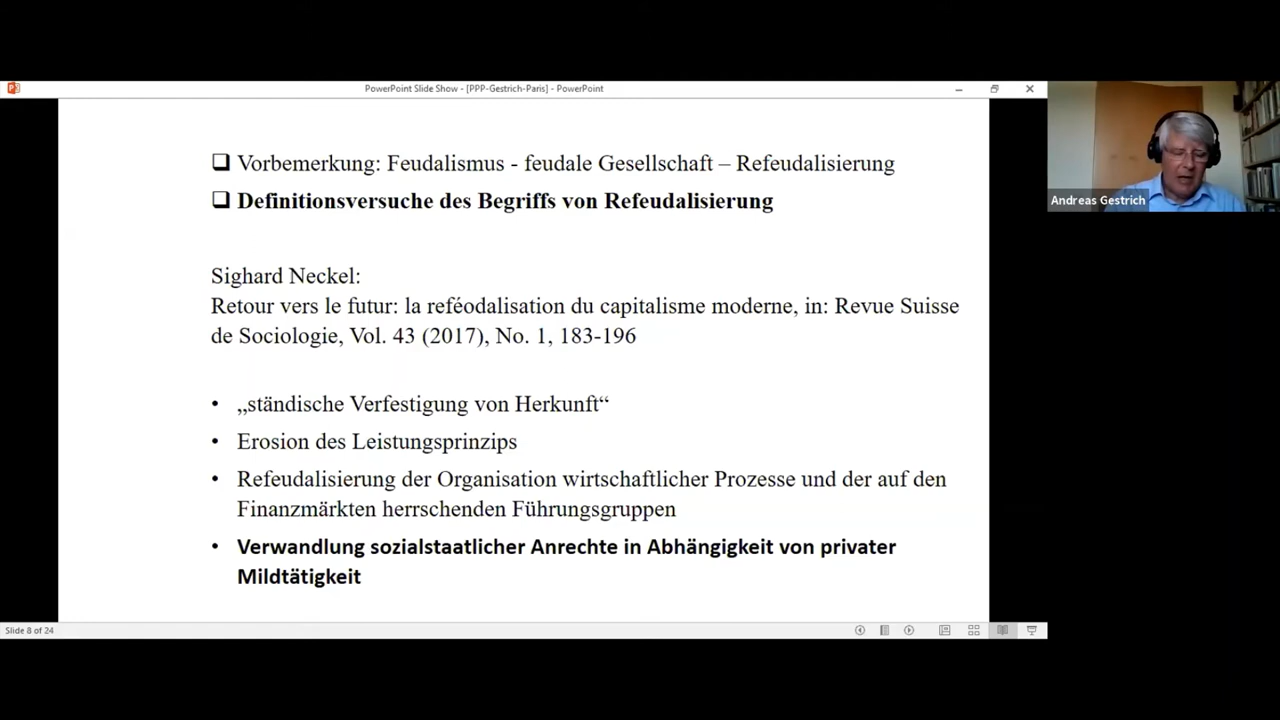 PowerPoint Slide Show - [PPP-Gestrich-Paris] - PowerPoint
❑ Vorbemerkung: Feudalismus - feudale Gesellschaft – Refeudalisierung
❑ Definitionsversuche des Begriffs von Refeudalisierung
Sighard Neckel:
Retour vers le futur: la reféodalisation du capitalisme moderne, in: Revue Suisse
de Sociologie, Vol. 43 (2017), No. 1, 183-196
• „ständische Verfestigung von Herkunft“
• Erosion des Leistungsprinzips
• Refeudalisierung der Organisation wirtschaftlicher Prozesse und der auf den
Finanzmärkten herrschenden Führungsgruppen
• Verwandlung sozialstaatlicher Anrechte in Abhängigkeit von privater
Mildtätigkeit
Slide 8 of 24
Andreas Gestrich